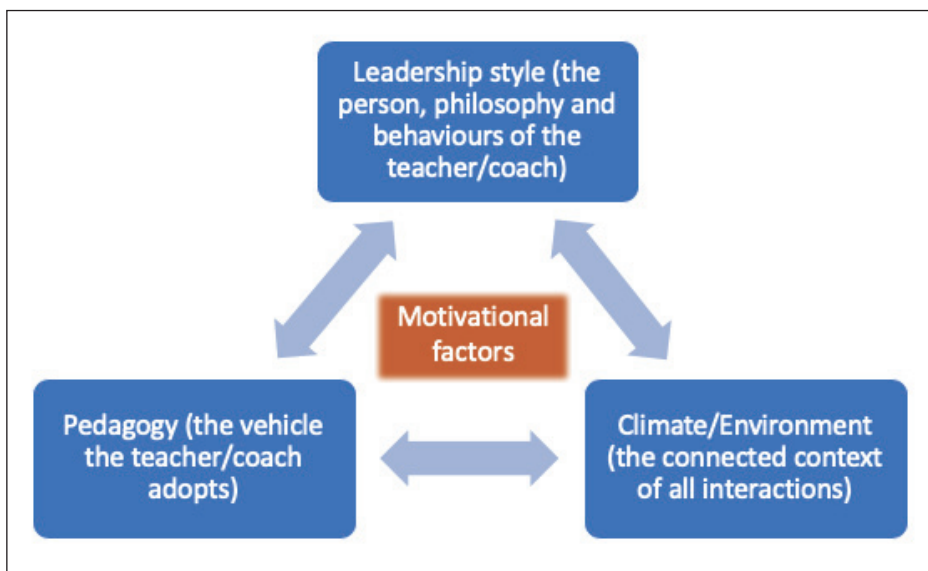 Leadership style (the
person, philosophy and
behaviours of the
teacher/coach)
Motivational
factors
Pedagogy (the vehicle
the teacher/coach
adopts)
Climate/Environment
(the connected context
of all interactions)